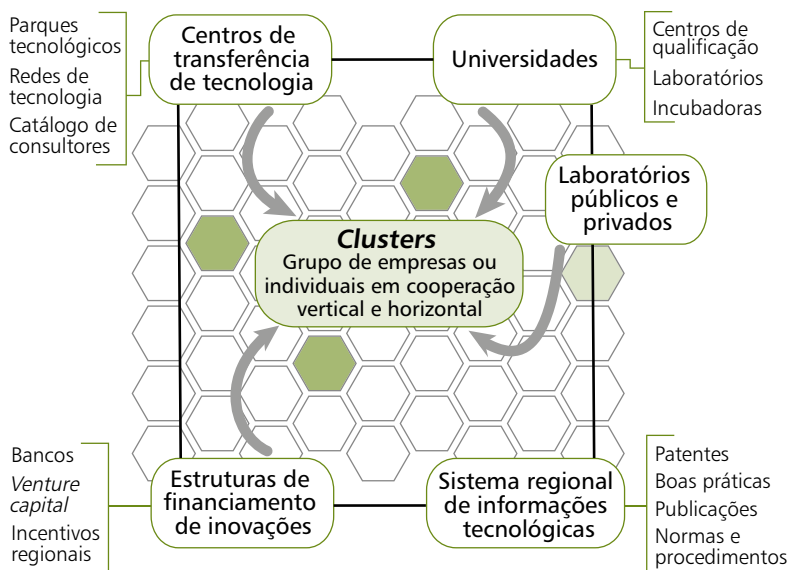 Parques
tecnológicos
Redes de
tecnologia
Catálogo de
consultores
Centros de
transferência
de tecnologia
Universidades
Centros de
qualificação
Laboratórios
Incubadoras
Laboratórios
públicos e
privados
Clusters
Grupo de empresas ou
individuais em cooperação
vertical e horizontal
Bancos
Venture
capital
Incentivos
regionais
Estruturas de
financiamento
de inovações
Sistema regional
de informações
tecnológicas
Patentes
Boas práticas
Publicações
Normas e
procedimentos